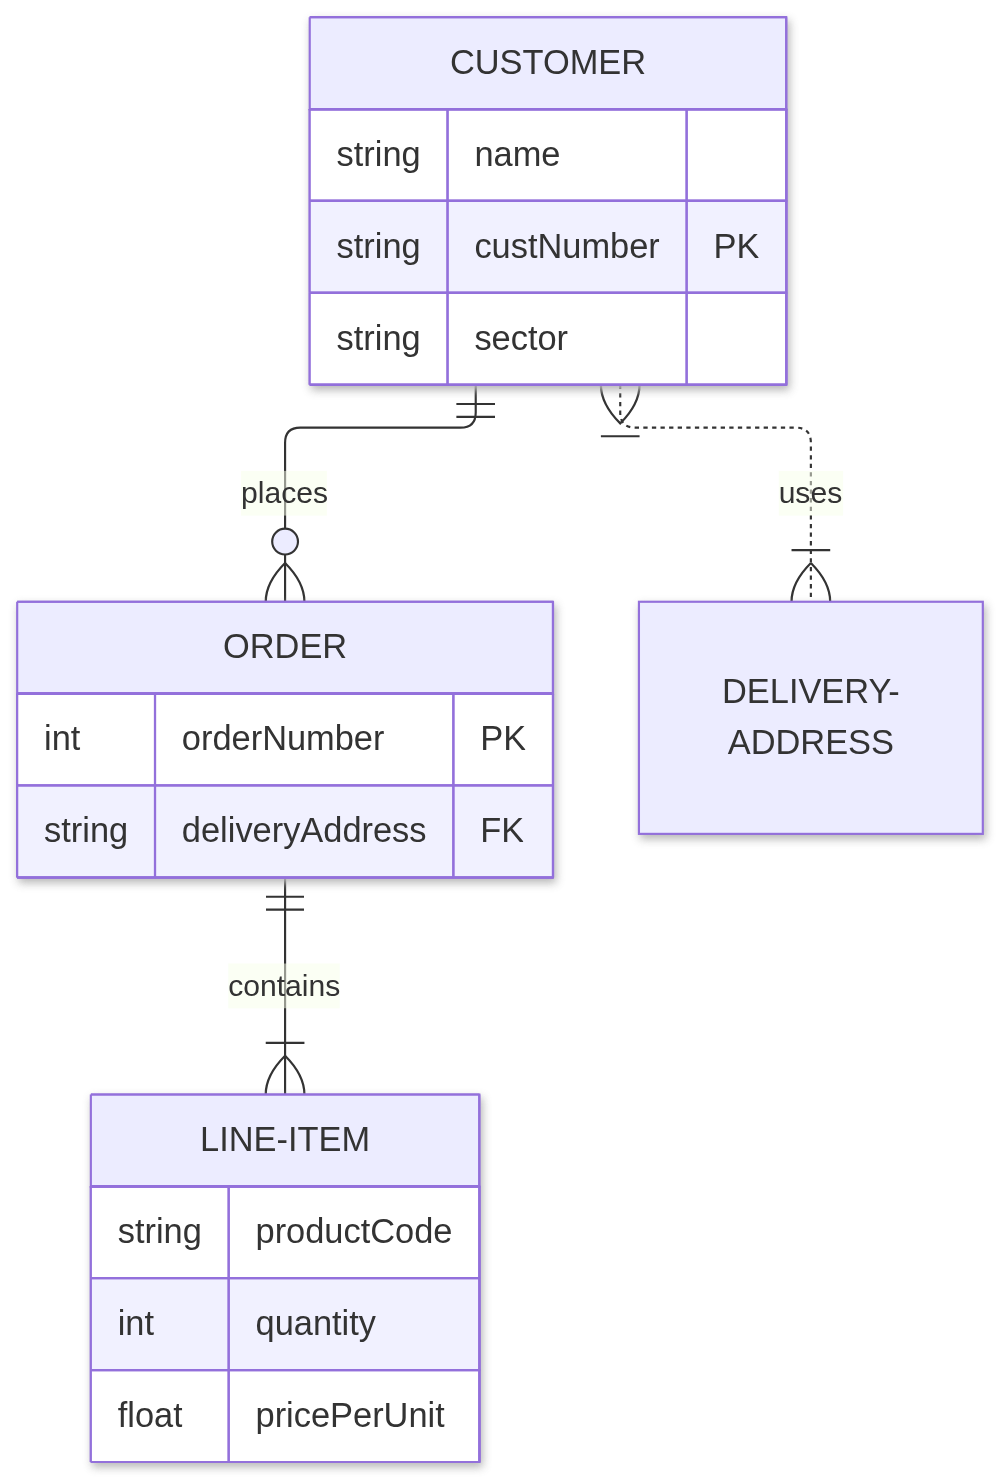 CUSTOMER
string name
string custNumber PK
string sector
places
uses
ORDER
int orderNumber PK
string deliveryAddress FK
DELIVERY-
ADDRESS
contains
LINE-ITEM
string productCode
int quantity
float pricePerUnit